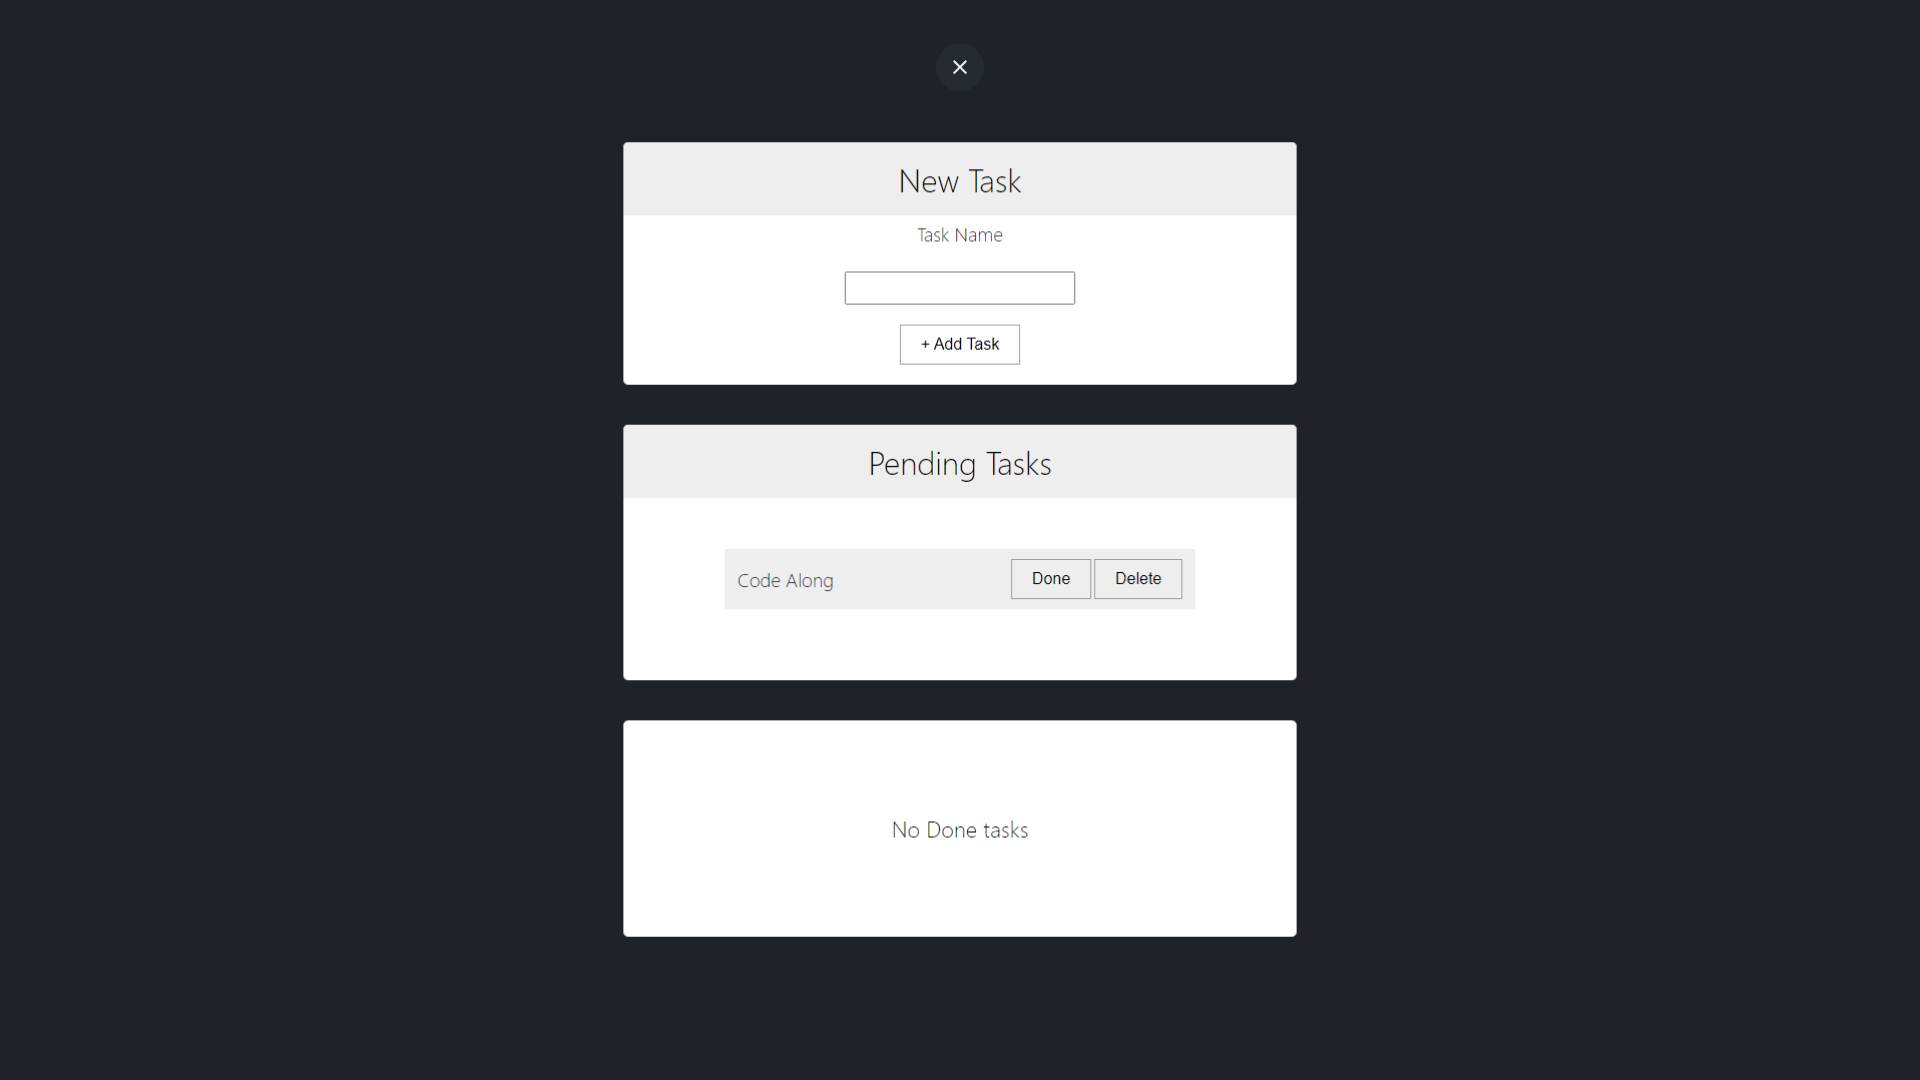 New Task
Task Name
+ Add Task
Pending Tasks
Code Along Done Delete
No Done tasks